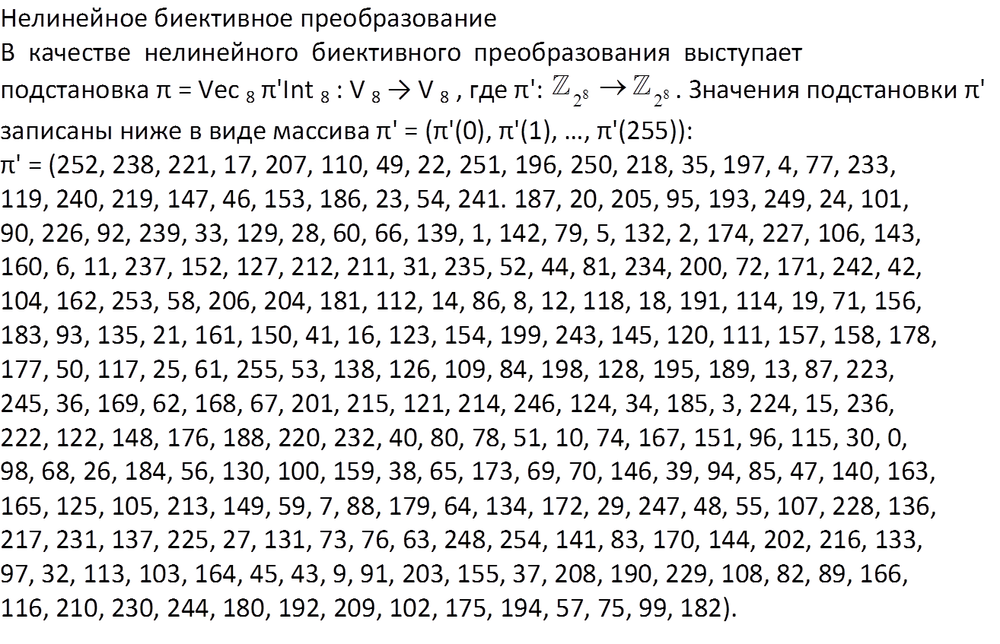 Нелинейное биективное преобразование
В качестве нелинейного биективного преобразования выступает
подстановка π = Vec ₈ π'Int ₈ : V ₈ → V ₈ , где π': ℤ₂⁸ → ℤ₂⁸ . Значения подстановки π'
записаны ниже в виде массива π' = (π'(0), π'(1), ..., π'(255)):
π' = (252, 238, 221, 17, 207, 110, 49, 22, 251, 196, 250, 218, 35, 197, 4, 77, 233,
119, 240, 219, 147, 46, 153, 186, 23, 54, 241. 187, 20, 205, 95, 193, 249, 24, 101,
90, 226, 92, 239, 33, 129, 28, 60, 66, 139, 1, 142, 79, 5, 132, 2, 174, 227, 106, 143,
160, 6, 11, 237, 152, 127, 212, 211, 31, 235, 52, 44, 81, 234, 200, 72, 171, 242, 42,
104, 162, 253, 58, 206, 204, 181, 112, 14, 86, 8, 12, 118, 18, 191, 114, 19, 71, 156,
183, 93, 135, 21, 161, 150, 41, 16, 123, 154, 199, 243, 145, 120, 111, 157, 158, 178,
177, 50, 117, 25, 61, 255, 53, 138, 126, 109, 84, 198, 128, 195, 189, 13, 87, 223,
245, 36, 169, 62, 168, 67, 201, 215, 121, 214, 246, 124, 34, 185, 3, 224, 15, 236,
222, 122, 148, 176, 188, 220, 232, 40, 80, 78, 51, 10, 74, 167, 151, 96, 115, 30, 0,
98, 68, 26, 184, 56, 130, 100, 159, 38, 65, 173, 69, 70, 146, 39, 94, 85, 47, 140, 163,
165, 125, 105, 213, 149, 59, 7, 88, 179, 64, 134, 172, 29, 247, 48, 55, 107, 228, 136,
217, 231, 137, 225, 27, 131, 73, 76, 63, 248, 254, 141, 83, 170, 144, 202, 216, 133,
97, 32, 113, 103, 164, 45, 43, 9, 91, 203, 155, 37, 208, 190, 229, 108, 82, 89, 166,
116, 210, 230, 244, 180, 192, 209, 102, 175, 194, 57, 75, 99, 182).